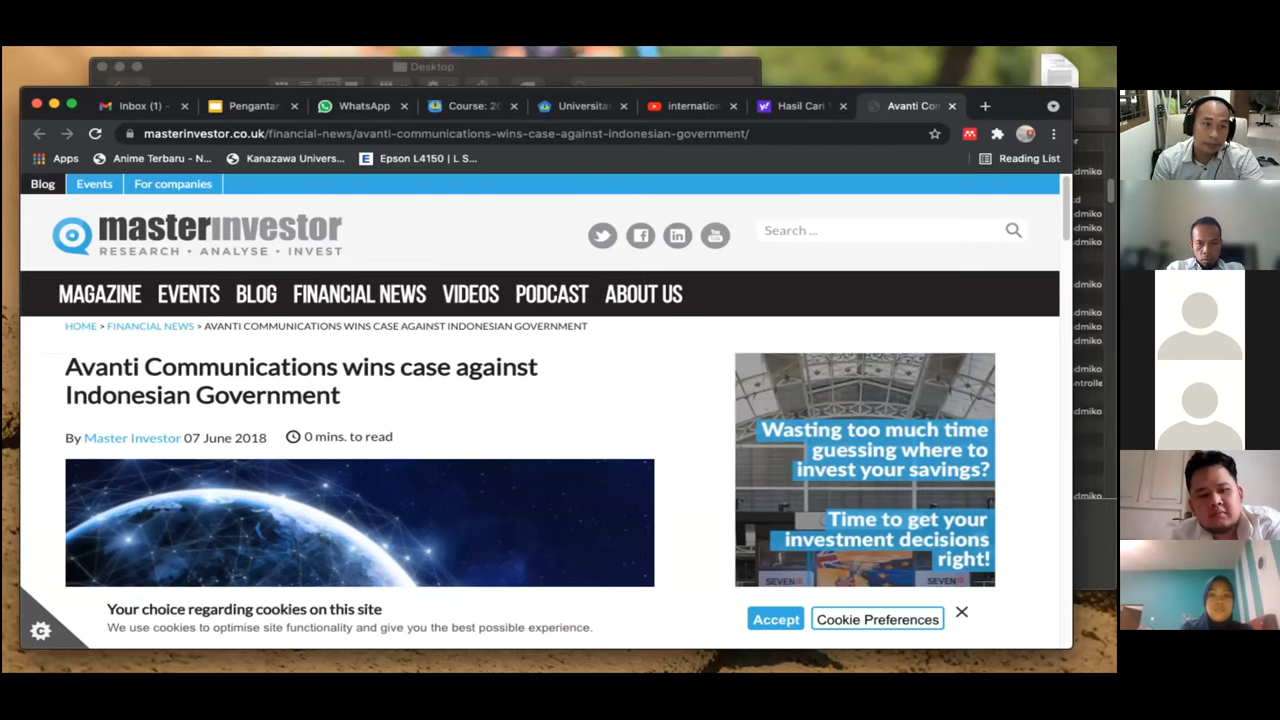 Desktop
Inbox (1) -
Pengantar
WhatsApp
Course: 20
Universita
internatio
Hasil Cari
Avanti Con
masterinvestor.co.uk/financial-news/avanti-communications-wins-case-against-indonesian-government/
Apps
Anime Terbaru - N...
Kanazawa Univers...
Epson L4150 | L S...
Reading List
Blog
Events
For companies
masterinvestor
RESEARCH • ANALYSE • INVEST
Search ...
MAGAZINE EVENTS BLOG FINANCIAL NEWS VIDEOS PODCAST ABOUT US
HOME > FINANCIAL NEWS > AVANTI COMMUNICATIONS WINS CASE AGAINST INDONESIAN GOVERNMENT
Avanti Communications wins case against
Indonesian Government
By Master Investor 07 June 2018
0 mins. to read
Wasting too much time
guessing where to
invest your savings?
Time to get your
investment decisions
right!
Your choice regarding cookies on this site
We use cookies to optimise site functionality and give you the best possible experience.
Accept
Cookie Preferences